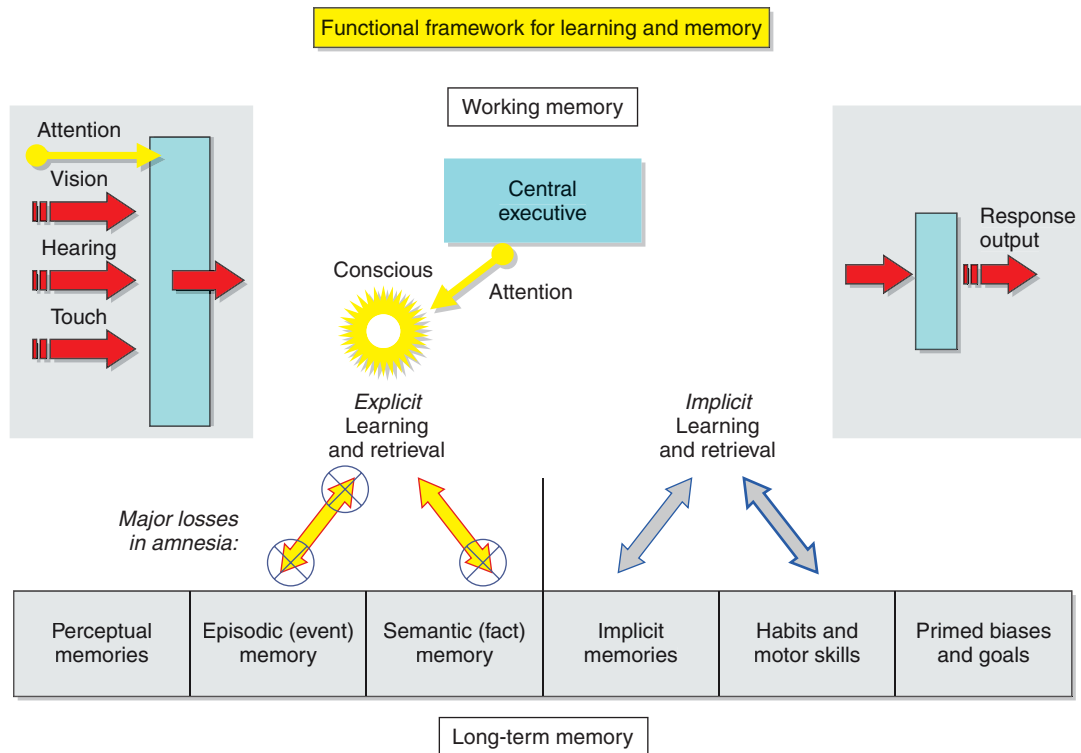 Functional framework for learning and memory
Working memory
Attention
Vision
Hearing
Touch
Central
executive
Conscious
Attention
Response
output
Explicit
Learning
and retrieval
Implicit
Learning
and retrieval
Major losses
in amnesia:
Perceptual
memories
Episodic (event)
memory
Semantic (fact)
memory
Implicit
memories
Habits and
motor skills
Primed biases
and goals
Long-term memory